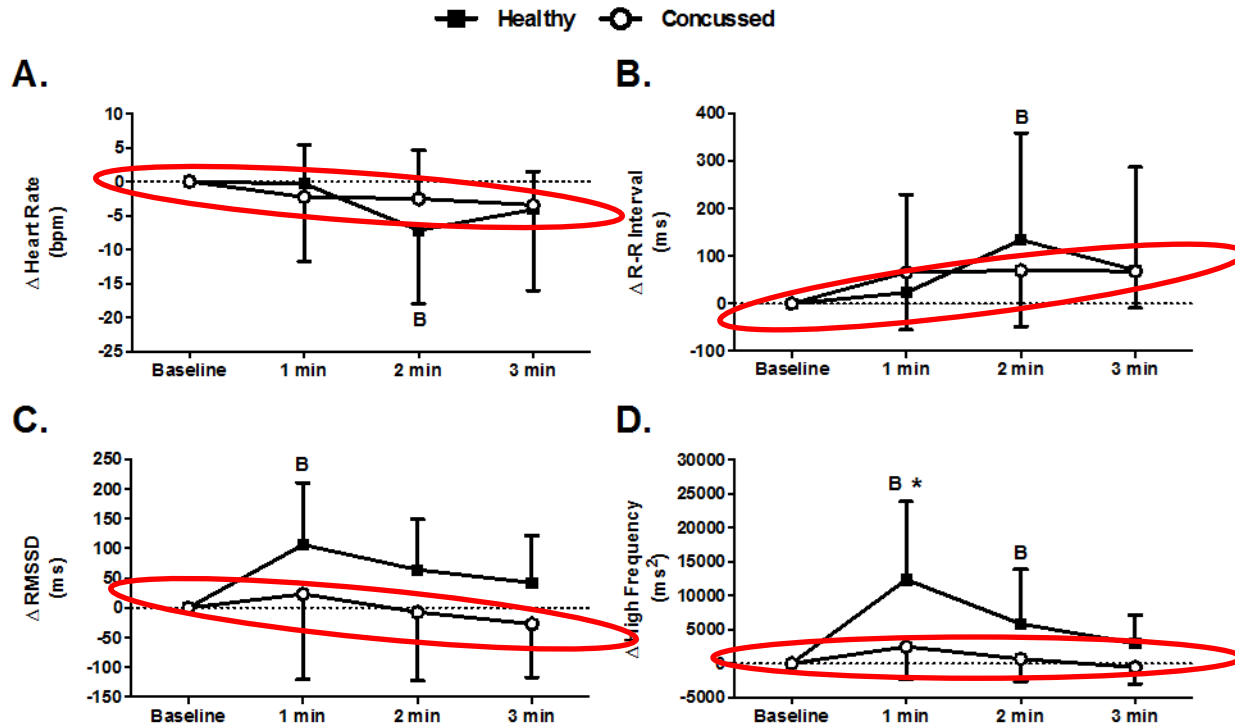 Healthy Concussed
A.
Δ Heart Rate
(bpm)
10
5
0
-5
-10
-15
-20
-25
B
Baseline 1 min 2 min 3 min
B.
Δ R-R Interval
(ms)
400
300
200
100
0
-100
B
Baseline 1 min 2 min 3 min
C.
Δ RMSSD
(ms)
250
200
150
100
50
0
-50
-100
-150
B
Baseline 1 min 2 min 3 min
D.
Δ High Frequency
(ms²)
30000
25000
20000
15000
10000
5000
0
-5000
B *
B
Baseline 1 min 2 min 3 min